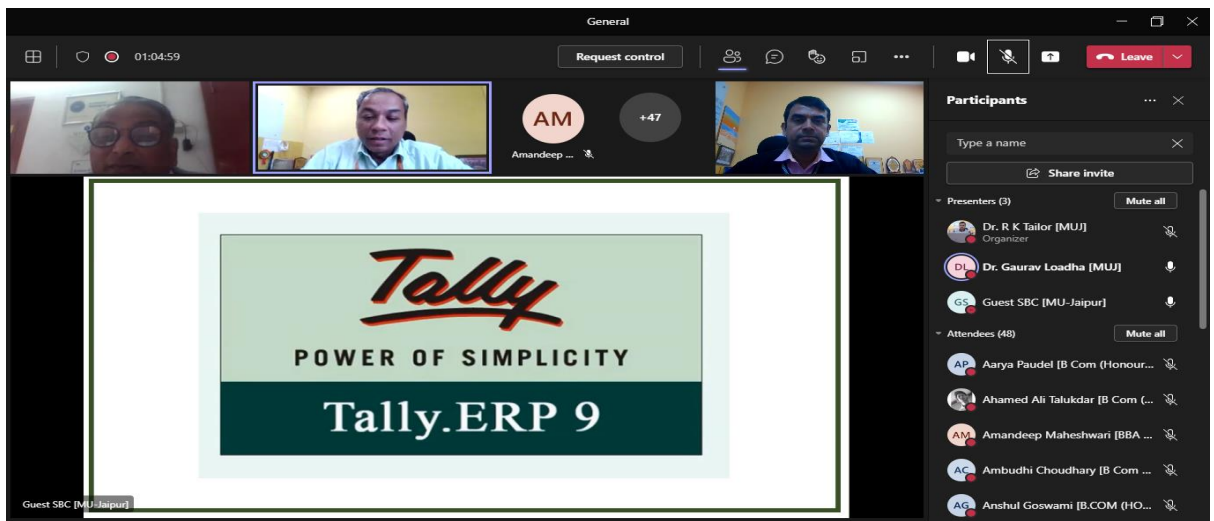 General
01:04:59
Request control
Leave
AM
+47
Amandeep ...
Tally
POWER OF SIMPLICITY
Tally.ERP 9
Guest SBC [MU-Jaipur]
Participants
Type a name
Share invite
Presenters (3)
Mute all
Dr. R K Tailor [MUJ]
Organizer
DL
Dr. Gaurav Loadha [MUJ]
GS
Guest SBC [MU-Jaipur]
Attendees (48)
Mute all
AP
Aarya Paudel [B Com (Honour...
Ahamed Ali Talukdar [B Com (...
AM
Amandeep Maheshwari [BBA ...
AC
Ambudhi Choudhary [B Com ...
AG
Anshul Goswami [B.COM (HO...